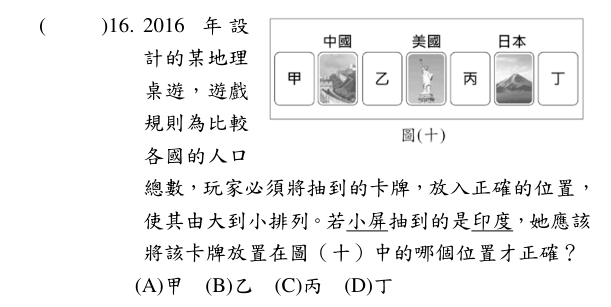 (　　)16. 2016 年設
計的某地理
桌遊，遊戲
規則為比較
各國的人口
中國　美國　日本
甲　乙　丙　丁
圖(十)
總數，玩家必須將抽到的卡牌，放入正確的位置，
使其由大到小排列。若小屏抽到的是印度，她應該
將該卡牌放置在圖（十）中的哪個位置才正確？
(A)甲　(B)乙　(C)丙　(D)丁